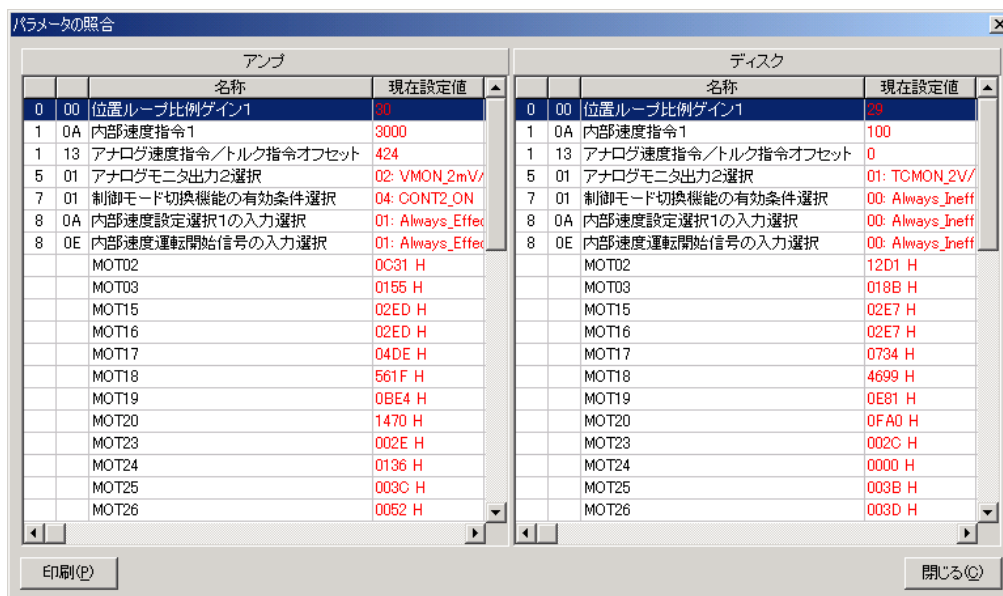 パラメータの照合
アンプ
名称 現在設定値
0 00 位置ループ比例ゲイン1 30
1 0A 内部速度指令1 3000
1 13 アナログ速度指令/トルク指令オフセット 424
5 01 アナログモニタ出力2選択 02: VMON_2mV/
7 01 制御モード切換機能の有効条件選択 04: CONT2_ON
8 0A 内部速度設定選択1の入力選択 01: Always_Effec
8 0E 内部速度運転開始信号の入力選択 01: Always_Effec
MOT02 0C31 H
MOT03 0155 H
MOT15 02ED H
MOT16 02ED H
MOT17 04DE H
MOT18 561F H
MOT19 0BE4 H
MOT20 1470 H
MOT23 002E H
MOT24 0136 H
MOT25 003C H
MOT26 0052 H
ディスク
名称 現在設定値
0 00 位置ループ比例ゲイン1 29
1 0A 内部速度指令1 100
1 13 アナログ速度指令/トルク指令オフセット 0
5 01 アナログモニタ出力2選択 01: TCMON_2V/
7 01 制御モード切換機能の有効条件選択 00: Always_Ineff
8 0A 内部速度設定選択1の入力選択 00: Always_Ineff
8 0E 内部速度運転開始信号の入力選択 00: Always_Ineff
MOT02 12D1 H
MOT03 018B H
MOT15 02E7 H
MOT16 02E7 H
MOT17 0734 H
MOT18 4699 H
MOT19 0E81 H
MOT20 0FA0 H
MOT23 002C H
MOT24 0000 H
MOT25 003B H
MOT26 003D H
印刷(P)
閉じる(C)